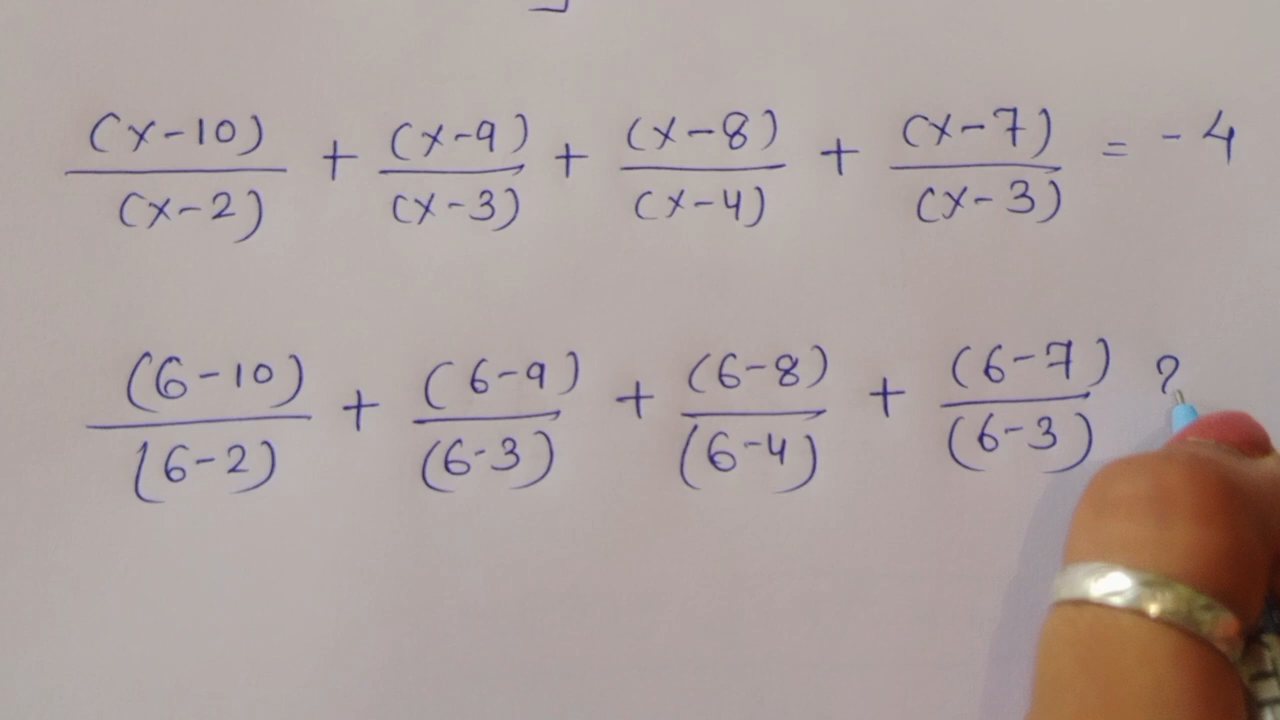 (x-10)/(x-2) + (x-9)/(x-3) + (x-8)/(x-4) + (x-7)/(x-3) = -4
(6-10)/(6-2) + (6-9)/(6-3) + (6-8)/(6-4) + (6-7)/(6-3) ?